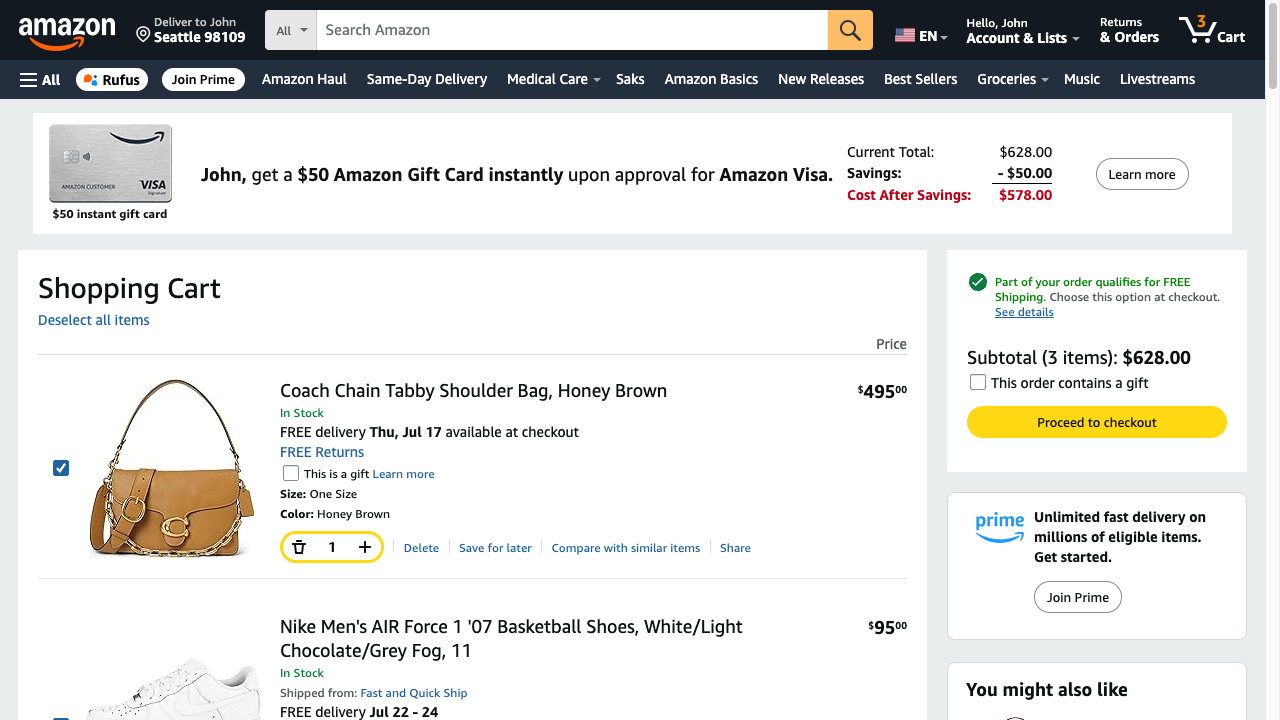 amazon
Deliver to John
Seattle 98109
All
Search Amazon
EN
Hello, John
Account & Lists
Returns
& Orders
3
Cart
All
Rufus
Join Prime
Amazon Haul
Same-Day Delivery
Medical Care
Saks
Amazon Basics
New Releases
Best Sellers
Groceries
Music
Livestreams
AMAZON CUSTOMER
VISA
Signature
$50 instant gift card
John, get a $50 Amazon Gift Card instantly upon approval for Amazon Visa.
Current Total: $628.00
Savings: - $50.00
Cost After Savings: $578.00
Learn more
Shopping Cart
Deselect all items
Price
Coach Chain Tabby Shoulder Bag, Honey Brown
$49500
In Stock
FREE delivery Thu, Jul 17 available at checkout
FREE Returns
This is a gift Learn more
Size: One Size
Color: Honey Brown
1
Delete
Save for later
Compare with similar items
Share
Nike Men's AIR Force 1 '07 Basketball Shoes, White/Light
Chocolate/Grey Fog, 11
$9500
In Stock
Shipped from: Fast and Quick Ship
FREE delivery Jul 22 - 24
Part of your order qualifies for FREE
Shipping. Choose this option at checkout.
See details
Subtotal (3 items): $628.00
This order contains a gift
Proceed to checkout
prime
Unlimited fast delivery on
millions of eligible items.
Get started.
Join Prime
You might also like